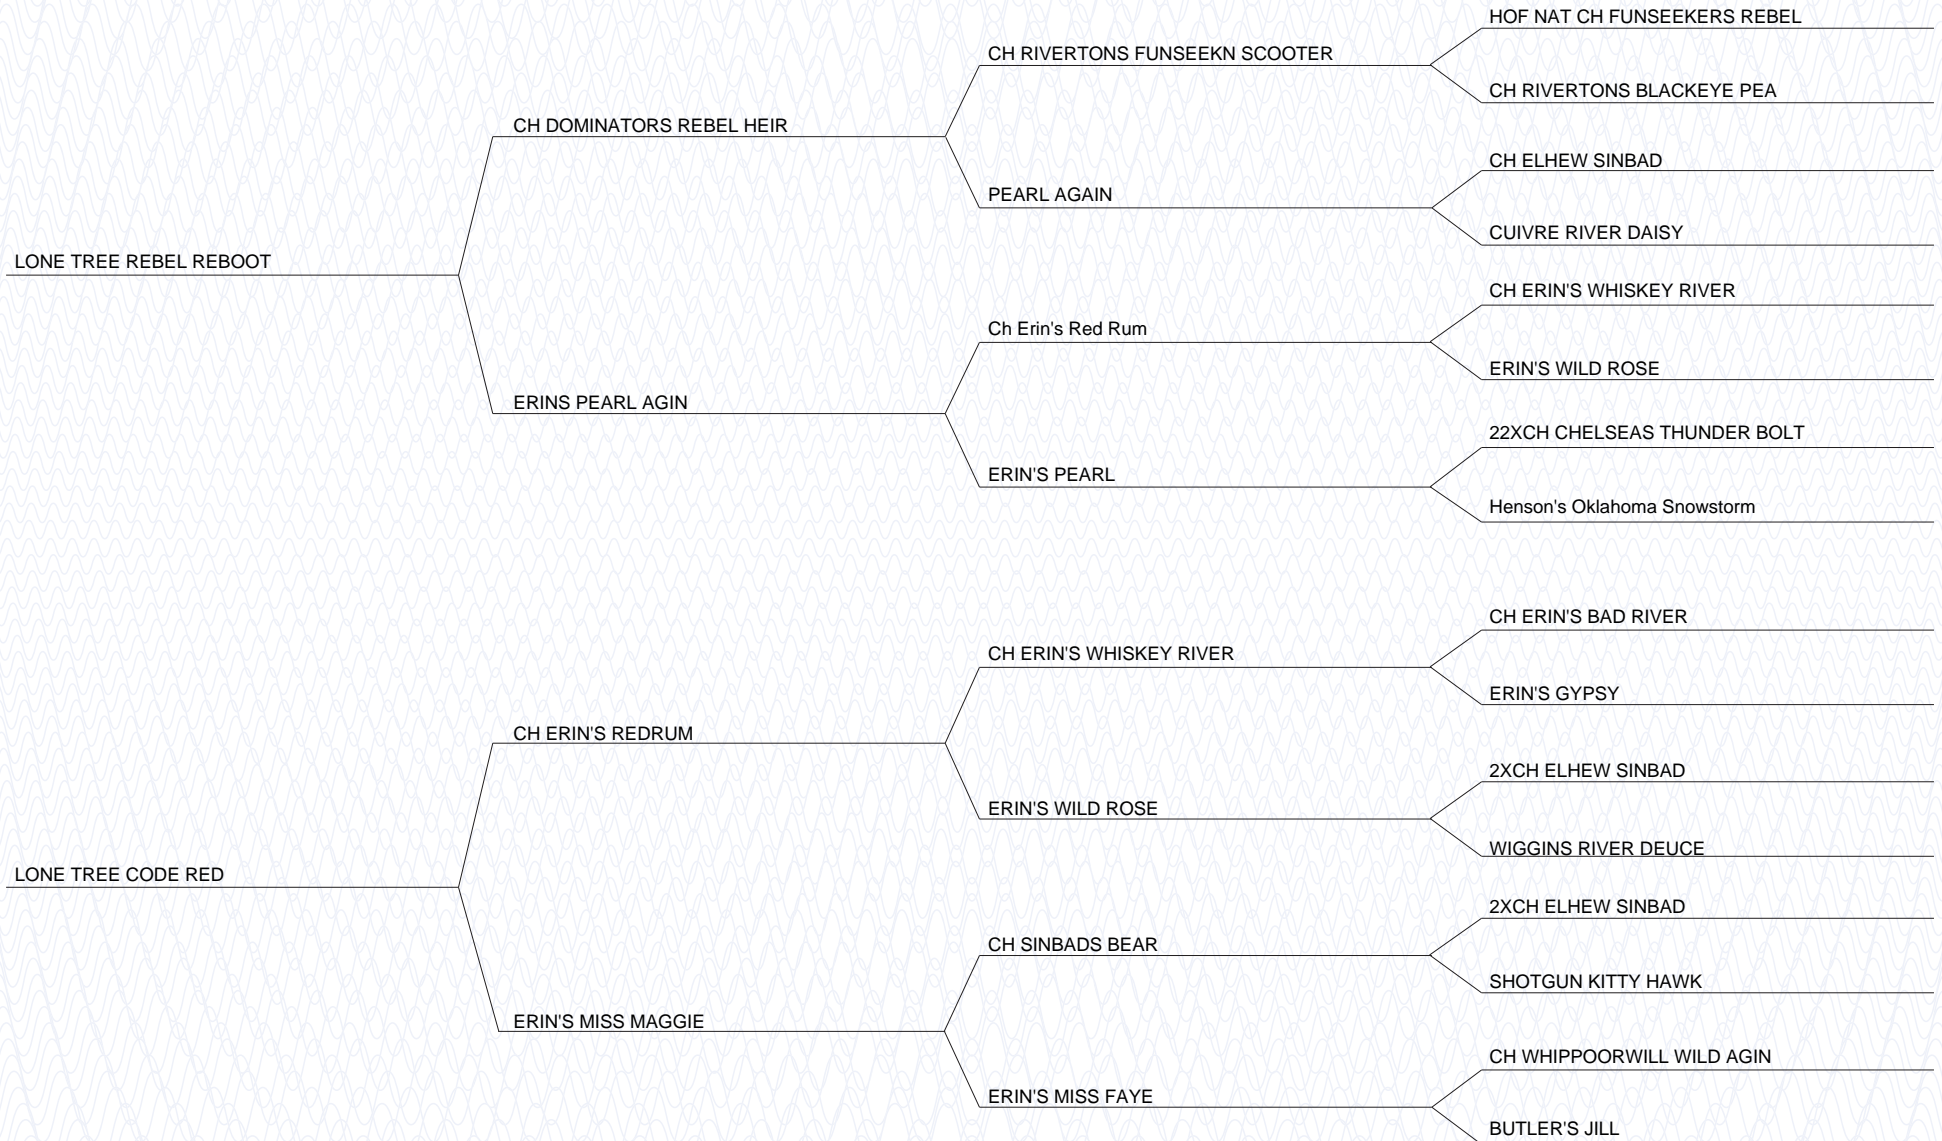 HOF NAT CH FUNSEEKERS REBEL
CH RIVERTONS FUNSEEKN SCOOTER
CH RIVERTONS BLACKEYE PEA
CH DOMINATORS REBEL HEIR
CH ELHEW SINBAD
PEARL AGAIN
CUIVRE RIVER DAISY
LONE TREE REBEL REBOOT
CH ERIN'S WHISKEY RIVER
Ch Erin's Red Rum
ERIN'S WILD ROSE
ERINS PEARL AGIN
22XCH CHELSEAS THUNDER BOLT
ERIN'S PEARL
Henson's Oklahoma Snowstorm
CH ERIN'S BAD RIVER
CH ERIN'S WHISKEY RIVER
ERIN'S GYPSY
CH ERIN'S REDRUM
2XCH ELHEW SINBAD
ERIN'S WILD ROSE
WIGGINS RIVER DEUCE
LONE TREE CODE RED
2XCH ELHEW SINBAD
CH SINBADS BEAR
SHOTGUN KITTY HAWK
ERIN'S MISS MAGGIE
CH WHIPPOORWILL WILD AGIN
ERIN'S MISS FAYE
BUTLER'S JILL